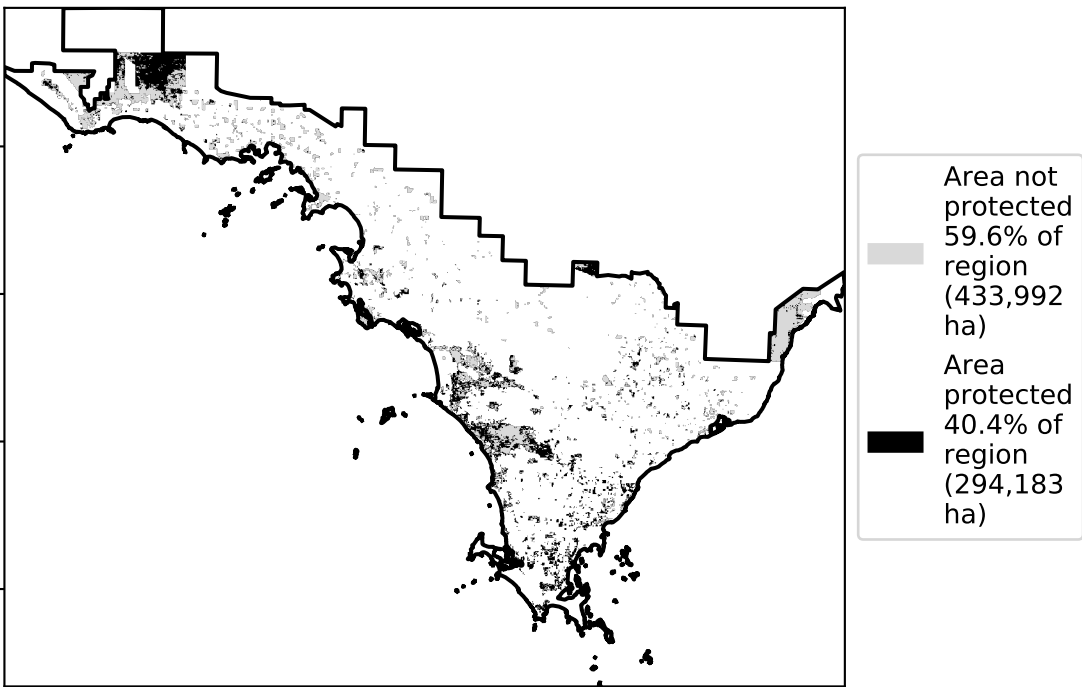 Area not
protected
59.6% of
region
(433,992
ha)
Area
protected
40.4% of
region
(294,183
ha)